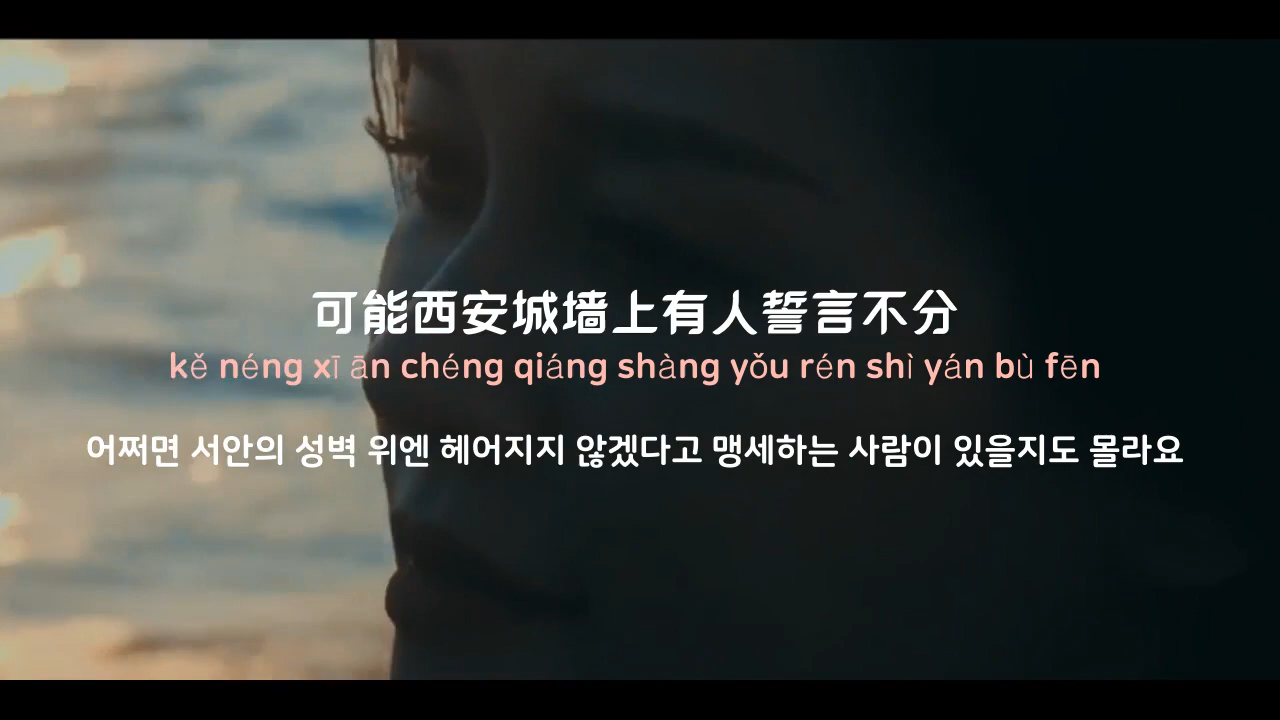 可能西安城墙上有人誓言不分
kě néng xī ān chéng qiáng shàng yǒu rén shì yán bù fēn
어쩌면 서안의 성벽 위엔 헤어지지 않겠다고 맹세하는 사람이 있을지도 몰라요